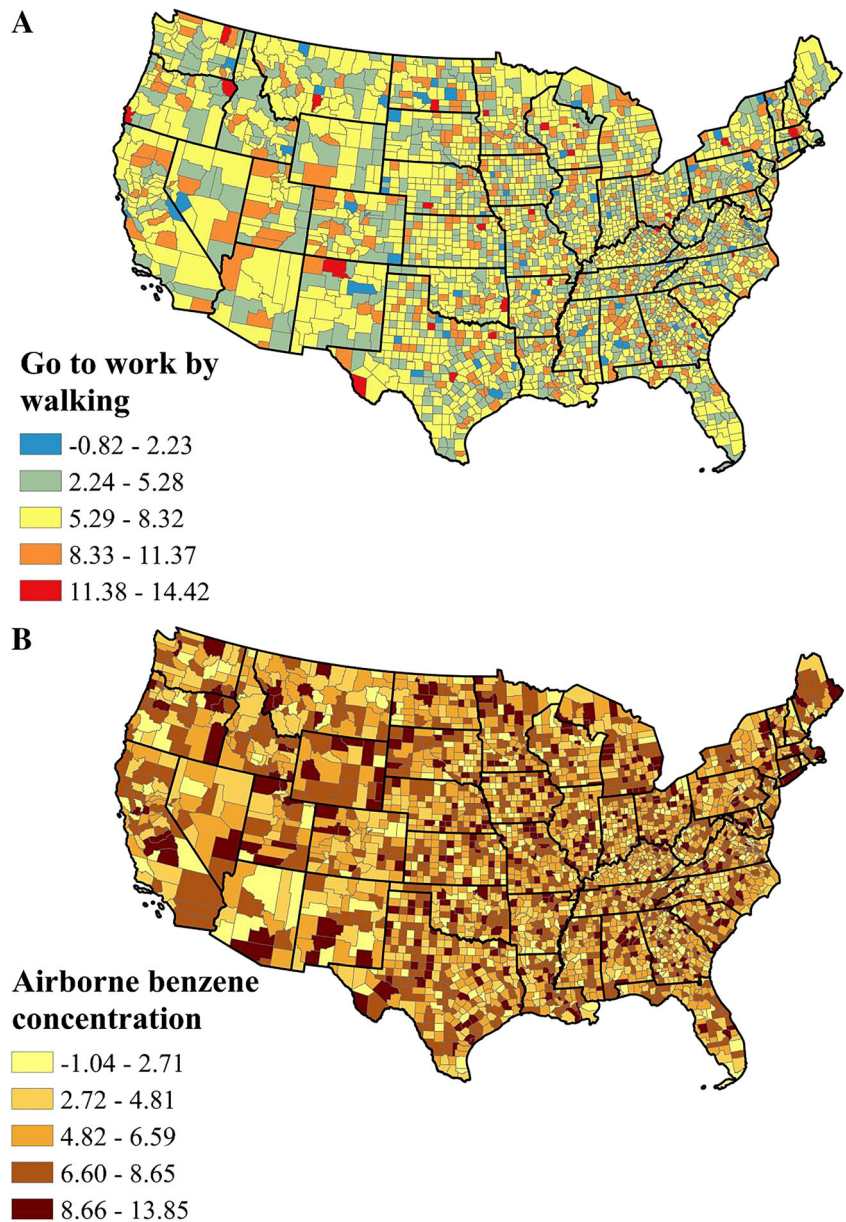 A
Go to work by
walking
-0.82 - 2.23
2.24 - 5.28
5.29 - 8.32
8.33 - 11.37
11.38 - 14.42
B
Airborne benzene
concentration
-1.04 - 2.71
2.72 - 4.81
4.82 - 6.59
6.60 - 8.65
8.66 - 13.85